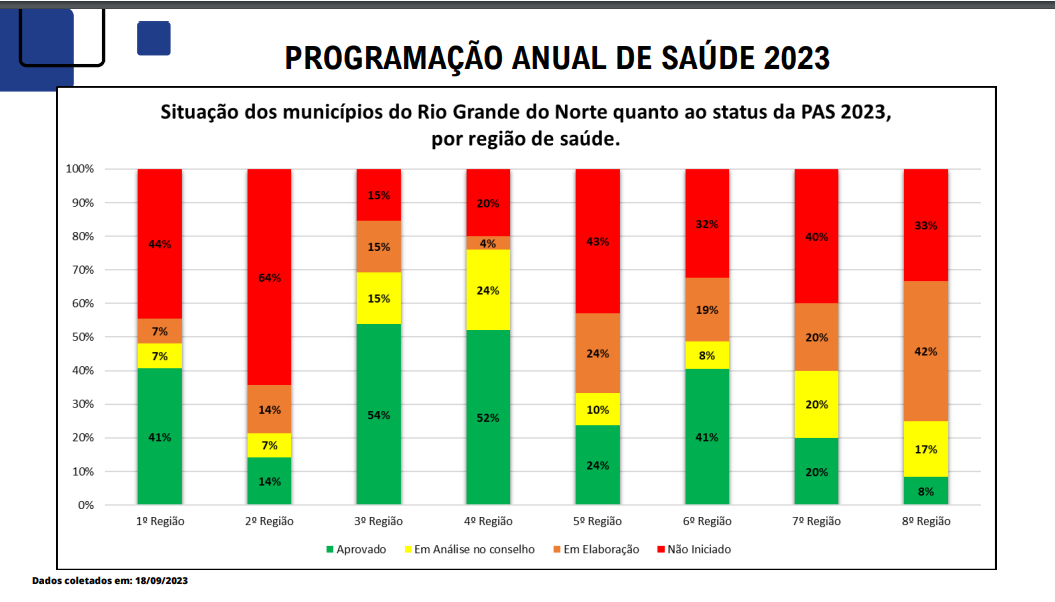 PROGRAMAÇÃO ANUAL DE SAÚDE 2023
Situação dos municípios do Rio Grande do Norte quanto ao status da PAS 2023,
por região de saúde.
100%
90%
80%
70%
60%
50%
40%
30%
20%
10%
0%
44%
7%
7%
41%
64%
14%
7%
14%
15%
15%
15%
54%
20%
4%
24%
52%
43%
24%
10%
24%
32%
19%
8%
41%
40%
20%
20%
20%
33%
42%
17%
8%
1º Região
2º Região
3º Região
4º Região
5º Região
6º Região
7º Região
8º Região
Aprovado
Em Análise no conselho
Em Elaboração
Não Iniciado
Dados coletados em: 18/09/2023